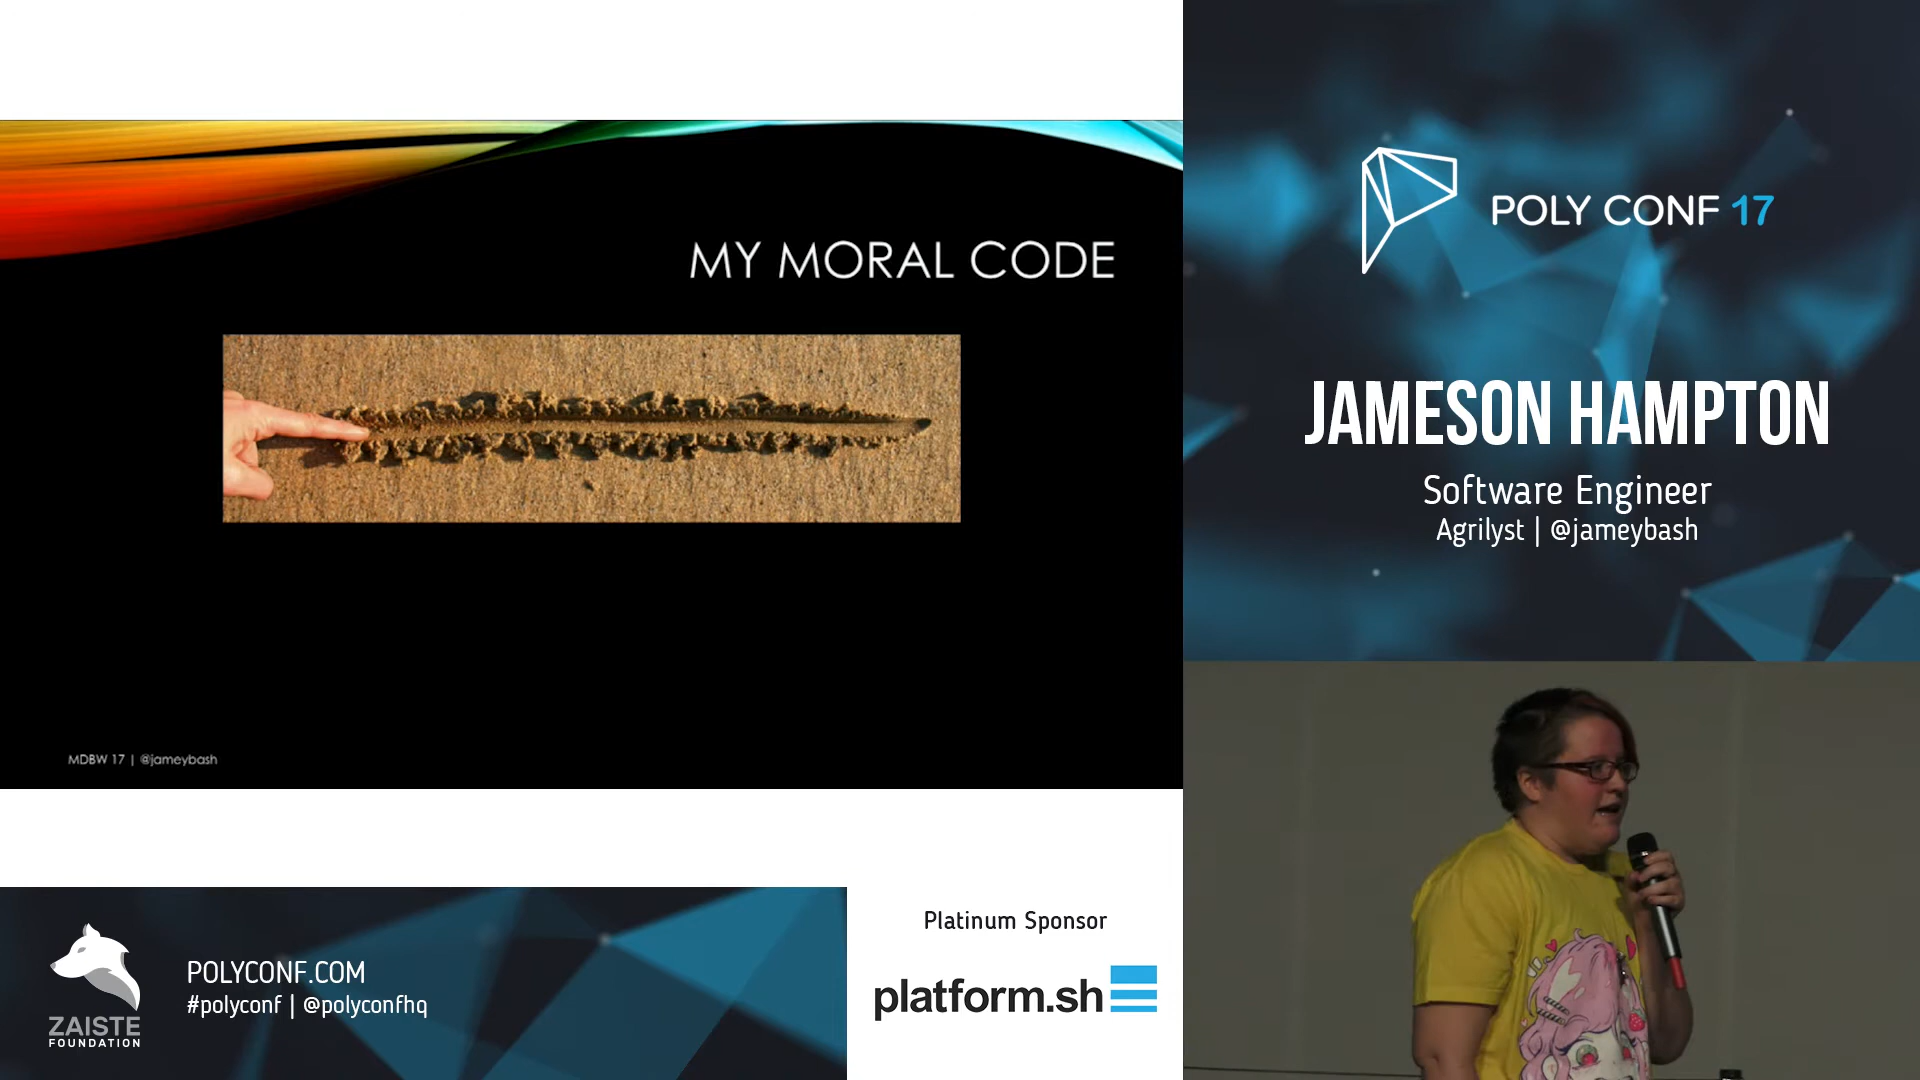 MY MORAL CODE
MDBW 17 | @jameybash
POLY CONF 17
JAMESON HAMPTON
Software Engineer
Agrilyst | @jameybash
ZAISTE
FOUNDATION
POLYCONF.COM
#polyconf | @polyconfhq
Platinum Sponsor
platform.sh